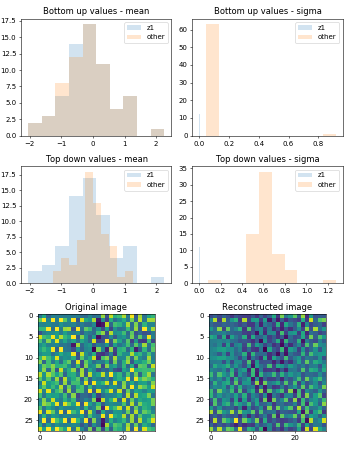 Bottom up values - mean
17.5
15.0
12.5
10.0
7.5
5.0
2.5
0.0
−2 −1 0 1 2
z1
other
Bottom up values - sigma
60
50
40
30
20
10
0
0.0 0.2 0.4 0.6 0.8
z1
other
Top down values - mean
17.5
15.0
12.5
10.0
7.5
5.0
2.5
0.0
−2 −1 0 1 2
z1
other
Top down values - sigma
35
30
25
20
15
10
5
0
0.0 0.2 0.4 0.6 0.8 1.0 1.2
z1
other
Original image
0
5
10
15
20
25
0 10 20
Reconstructed image
0
5
10
15
20
25
0 10 20